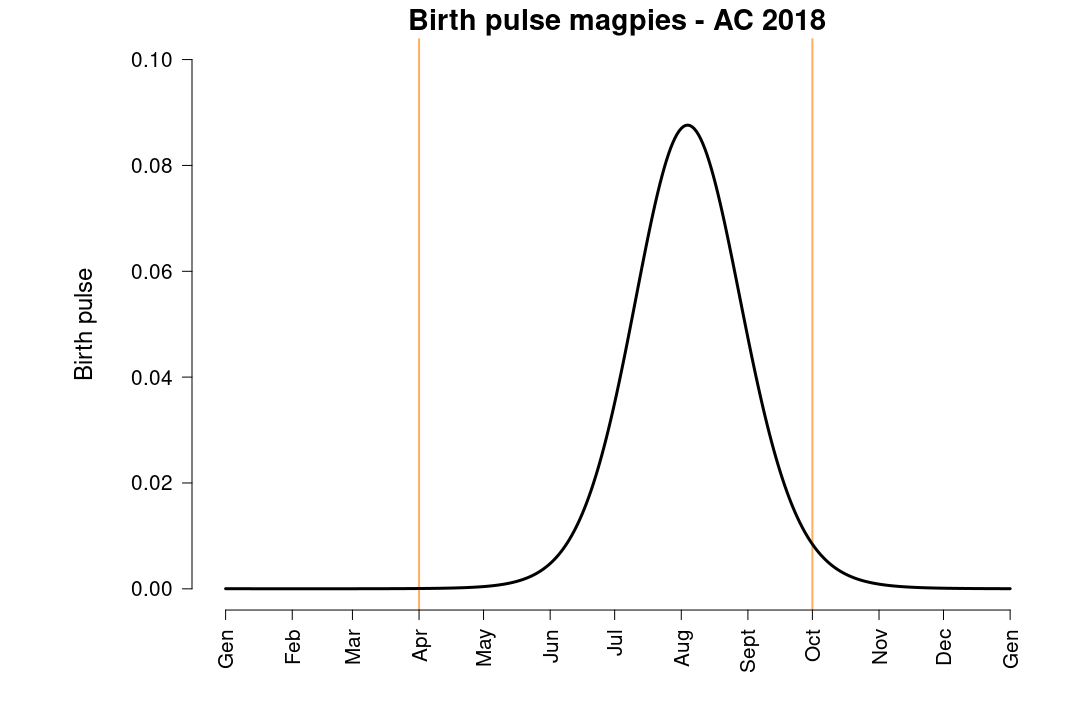 Birth pulse magpies - AC 2018
0.10
0.08
0.06
0.04
0.02
0.00
Birth pulse
Gen
Feb
Mar
Apr
May
Jun
Jul
Aug
Sept
Oct
Nov
Dec
Gen